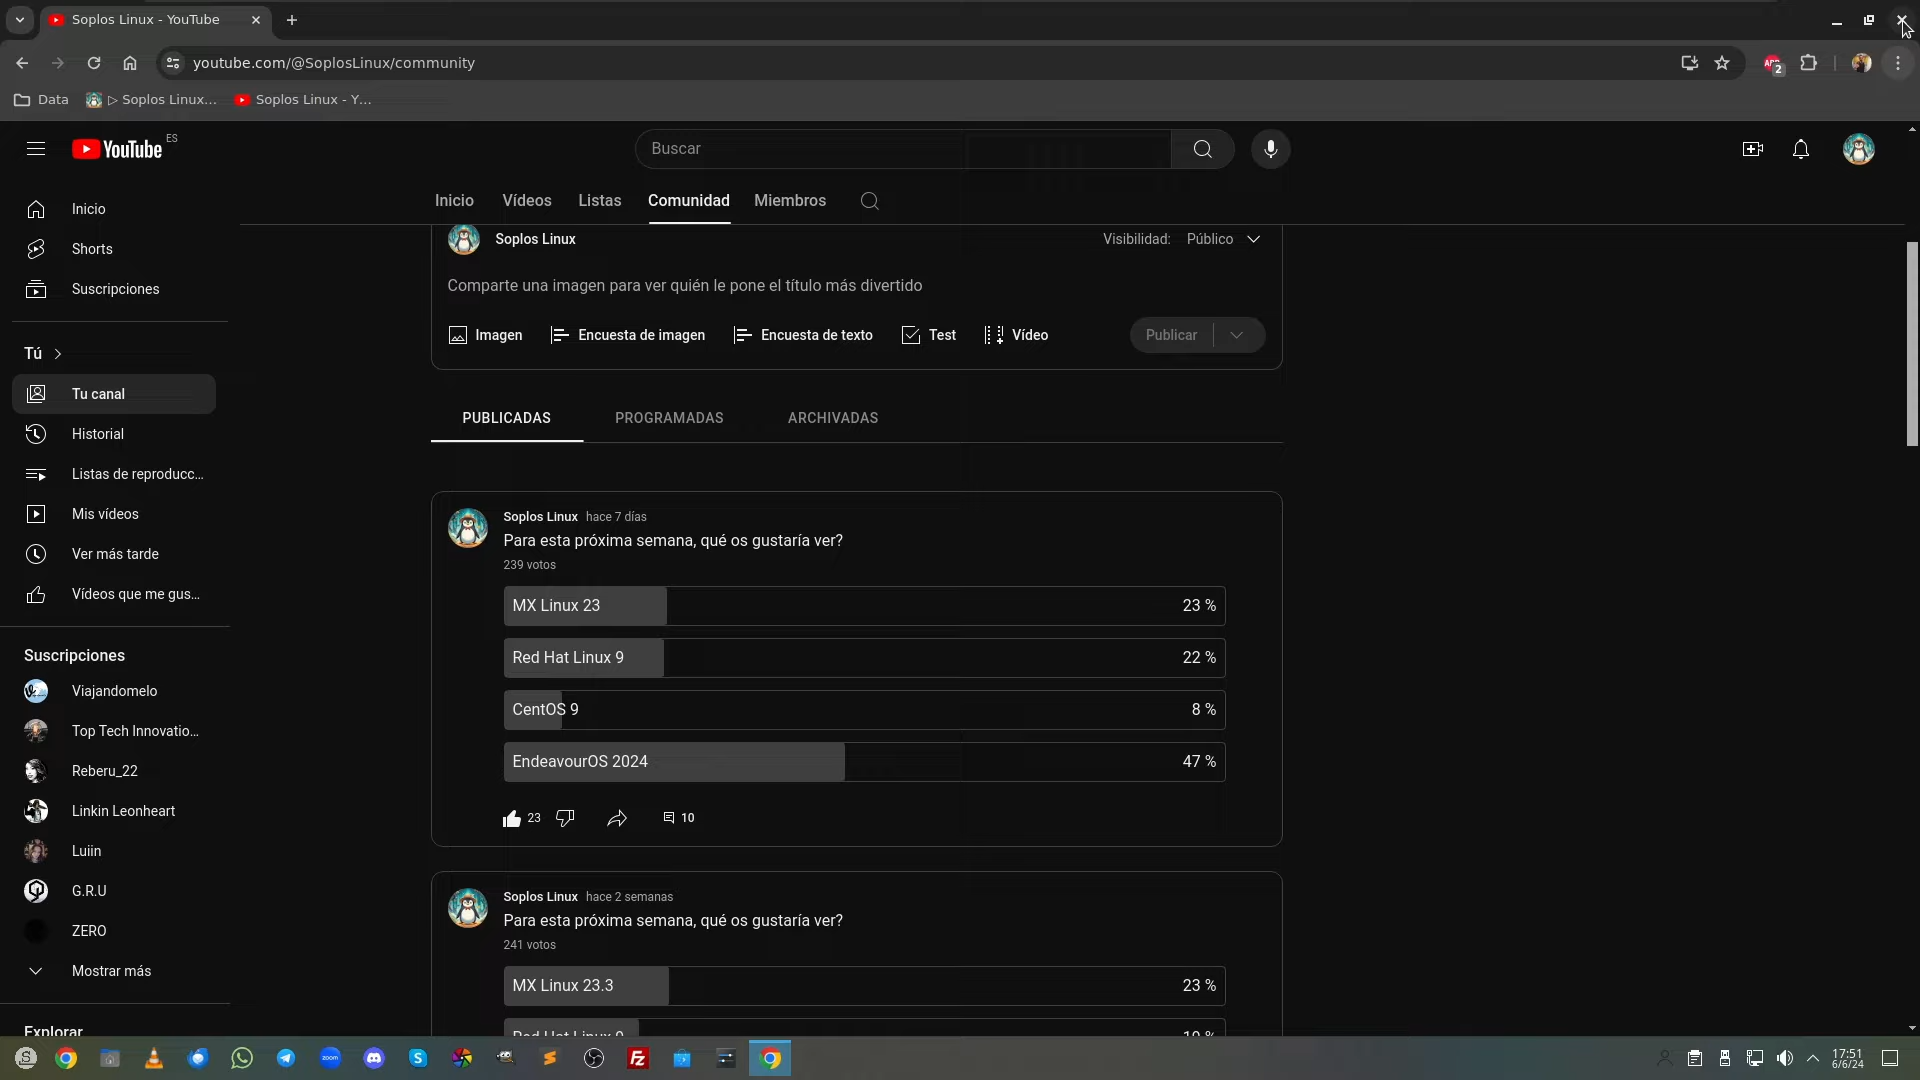 Soplos Linux - YouTube
youtube.com/@SoplosLinux/community
2
Data
▷ Soplos Linux...
Soplos Linux - Y...
YouTube ES
Buscar
Inicio
Shorts
Suscripciones
Tú
Tu canal
Historial
Listas de reproducc...
Mis vídeos
Ver más tarde
Vídeos que me gus...
Suscripciones
Viajandomelo
Top Tech Innovatio...
Reberu_22
Linkin Leonheart
Luiin
G.R.U
ZERO
Mostrar más
Explorar
Inicio Vídeos Listas Comunidad Miembros
Soplos Linux Visibilidad: Público
Comparte una imagen para ver quién le pone el título más divertido
Imagen Encuesta de imagen Encuesta de texto Test Vídeo Publicar
PUBLICADAS PROGRAMADAS ARCHIVADAS
Soplos Linux hace 7 días
Para esta próxima semana, qué os gustaría ver?
239 votos
MX Linux 23 23 %
Red Hat Linux 9 22 %
CentOS 9 8 %
EndeavourOS 2024 47 %
23 10
Soplos Linux hace 2 semanas
Para esta próxima semana, qué os gustaría ver?
241 votos
MX Linux 23.3 23 %
Red Hat Linux 9 19 %
zoom
17:51
6/6/24